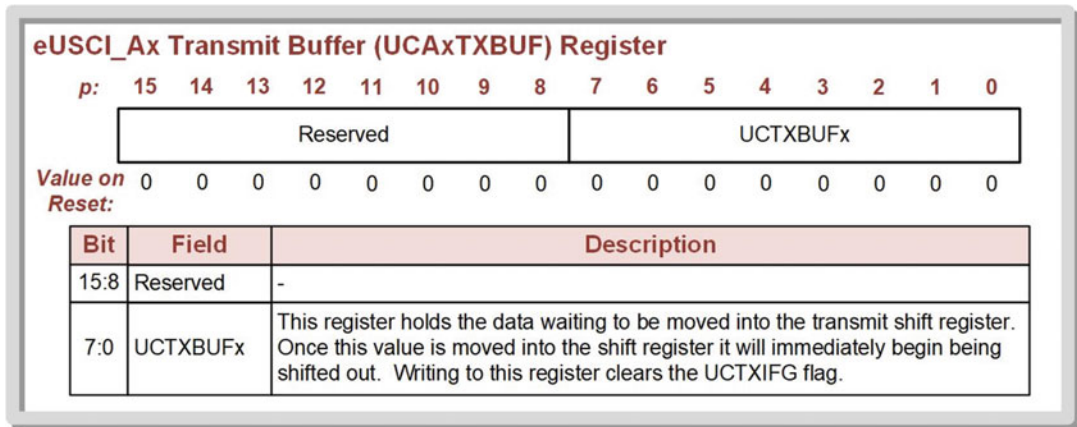 eUSCI_Ax Transmit Buffer (UCAxTXBUF) Register
p: 15 14 13 12 11 10 9 8 7 6 5 4 3 2 1 0
Reserved UCTXBUFx
Value on Reset: 0 0 0 0 0 0 0 0 0 0 0 0 0 0 0 0
Bit Field Description
15:8 Reserved -
7:0 UCTXBUFx This register holds the data waiting to be moved into the transmit shift register.
Once this value is moved into the shift register it will immediately begin being
shifted out. Writing to this register clears the UCTXIFG flag.